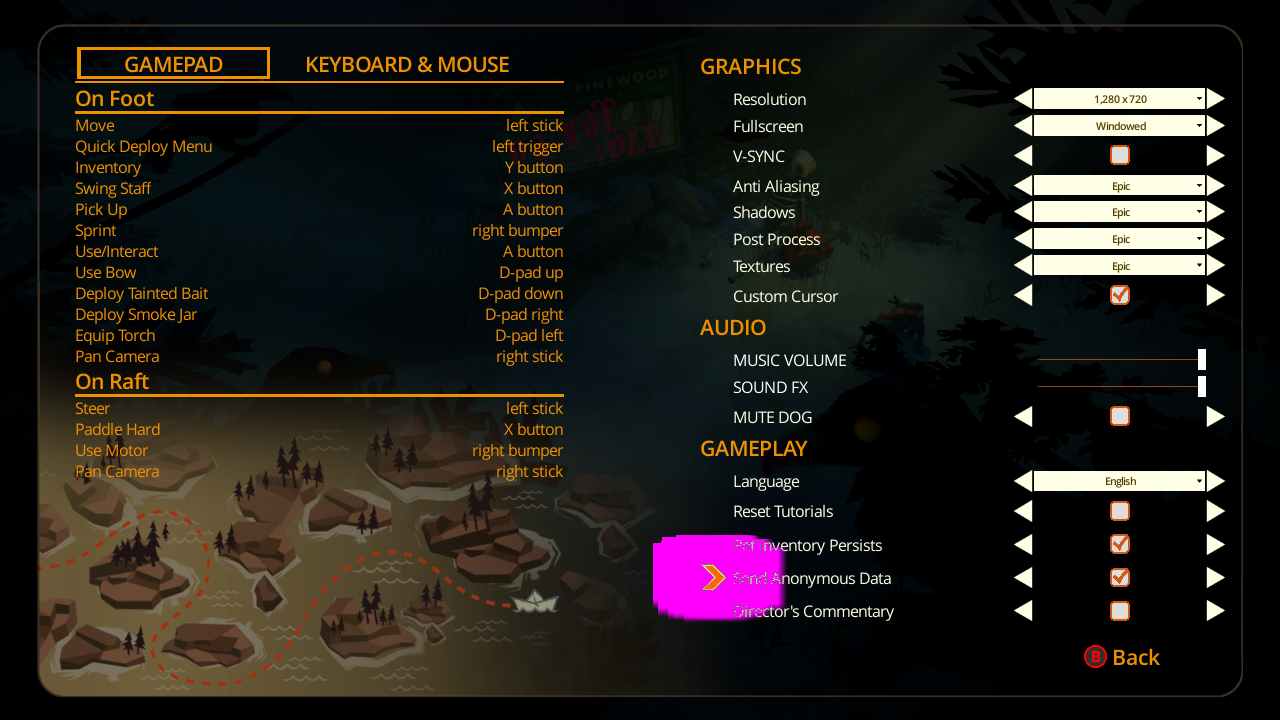 GAMEPAD KEYBOARD & MOUSE
On Foot
Move left stick
Quick Deploy Menu left trigger
Inventory Y button
Swing Staff X button
Pick Up A button
Sprint right bumper
Use/Interact A button
Use Bow D-pad up
Deploy Tainted Bait D-pad down
Deploy Smoke Jar D-pad right
Equip Torch D-pad left
Pan Camera right stick
On Raft
Steer left stick
Paddle Hard X button
Use Motor right bumper
Pan Camera right stick
PINEWOOD
GRAPHICS
Resolution 1,280 x 720
Fullscreen Windowed
V-SYNC
Anti Aliasing Epic
Shadows Epic
Post Process Epic
Textures Epic
Custom Cursor
AUDIO
MUSIC VOLUME
SOUND FX
MUTE DOG
GAMEPLAY
Language English
Reset Tutorials
Pet Inventory Persists
Send Anonymous Data
Director's Commentary
B Back